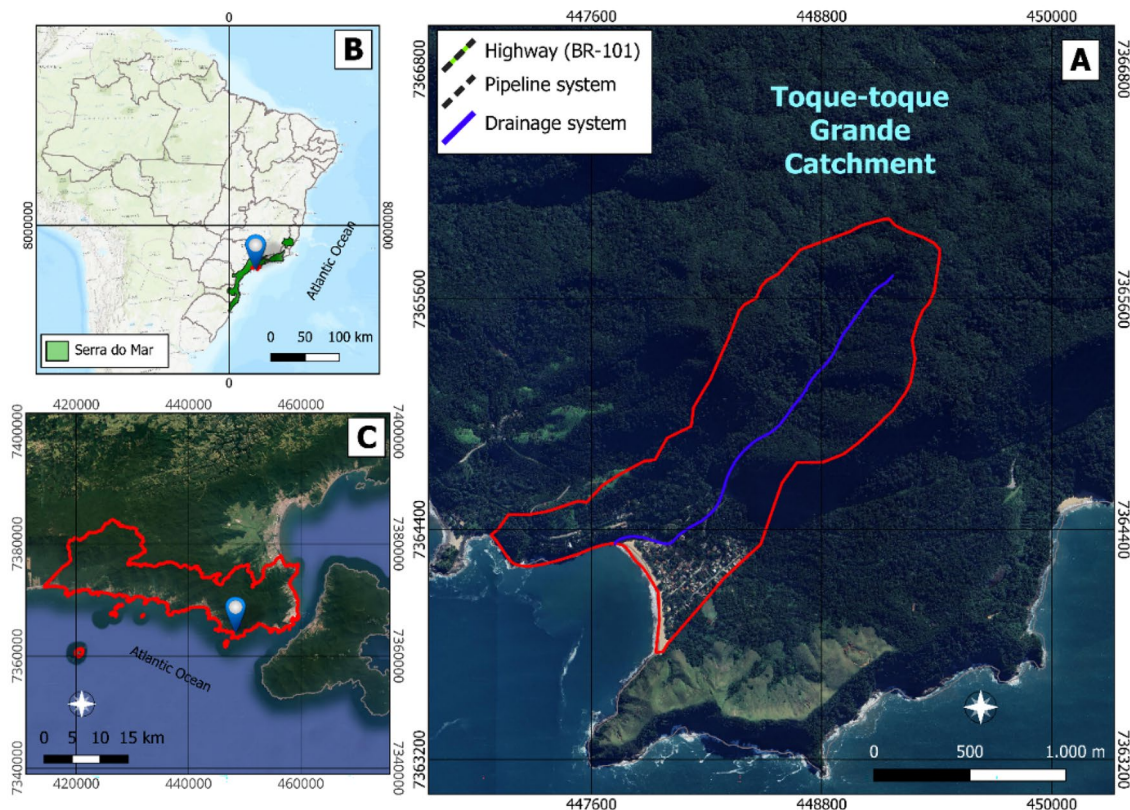 0
B
8000000
8000000
Atlantic Ocean
0 50 100 km
Serra do Mar
0
420000 440000 460000
C
7400000
7400000
7380000
7380000
7360000
7360000
7340000
7340000
Atlantic Ocean
0 5 10 15 km
420000 440000 460000
447600 448800 450000
A
Highway (BR-101)
Pipeline system
Drainage system
Toque-toque
Grande
Catchment
7366800
7366800
7365600
7365600
7364400
7364400
7363200
7363200
0 500 1.000 m
447600 448800 450000